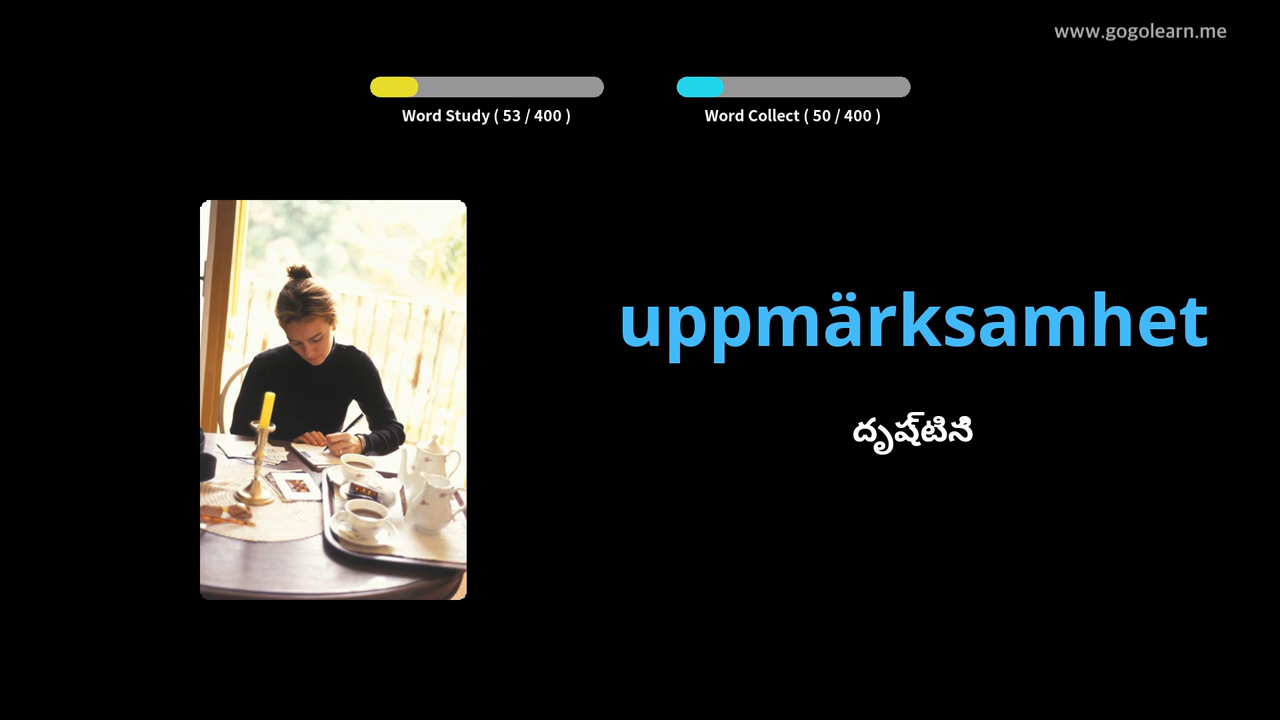 www.gogolearn.me
Word Study ( 53 / 400 )
Word Collect ( 50 / 400 )
uppmärksamhet
దృష్టిని